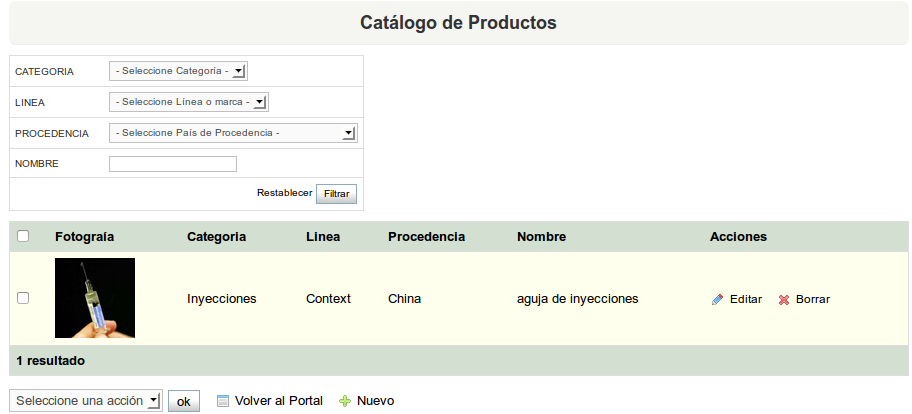 Catálogo de Productos
CATEGORIA - Seleccione Categoría -
LINEA - Seleccione Línea o marca -
PROCEDENCIA - Seleccione País de Procedencia -
NOMBRE
Restablecer Filtrar
Fotograía Categoria Linea Procedencia Nombre Acciones
Inyecciones Context China aguja de inyecciones Editar Borrar
1 resultado
Seleccione una acción ok Volver al Portal Nuevo